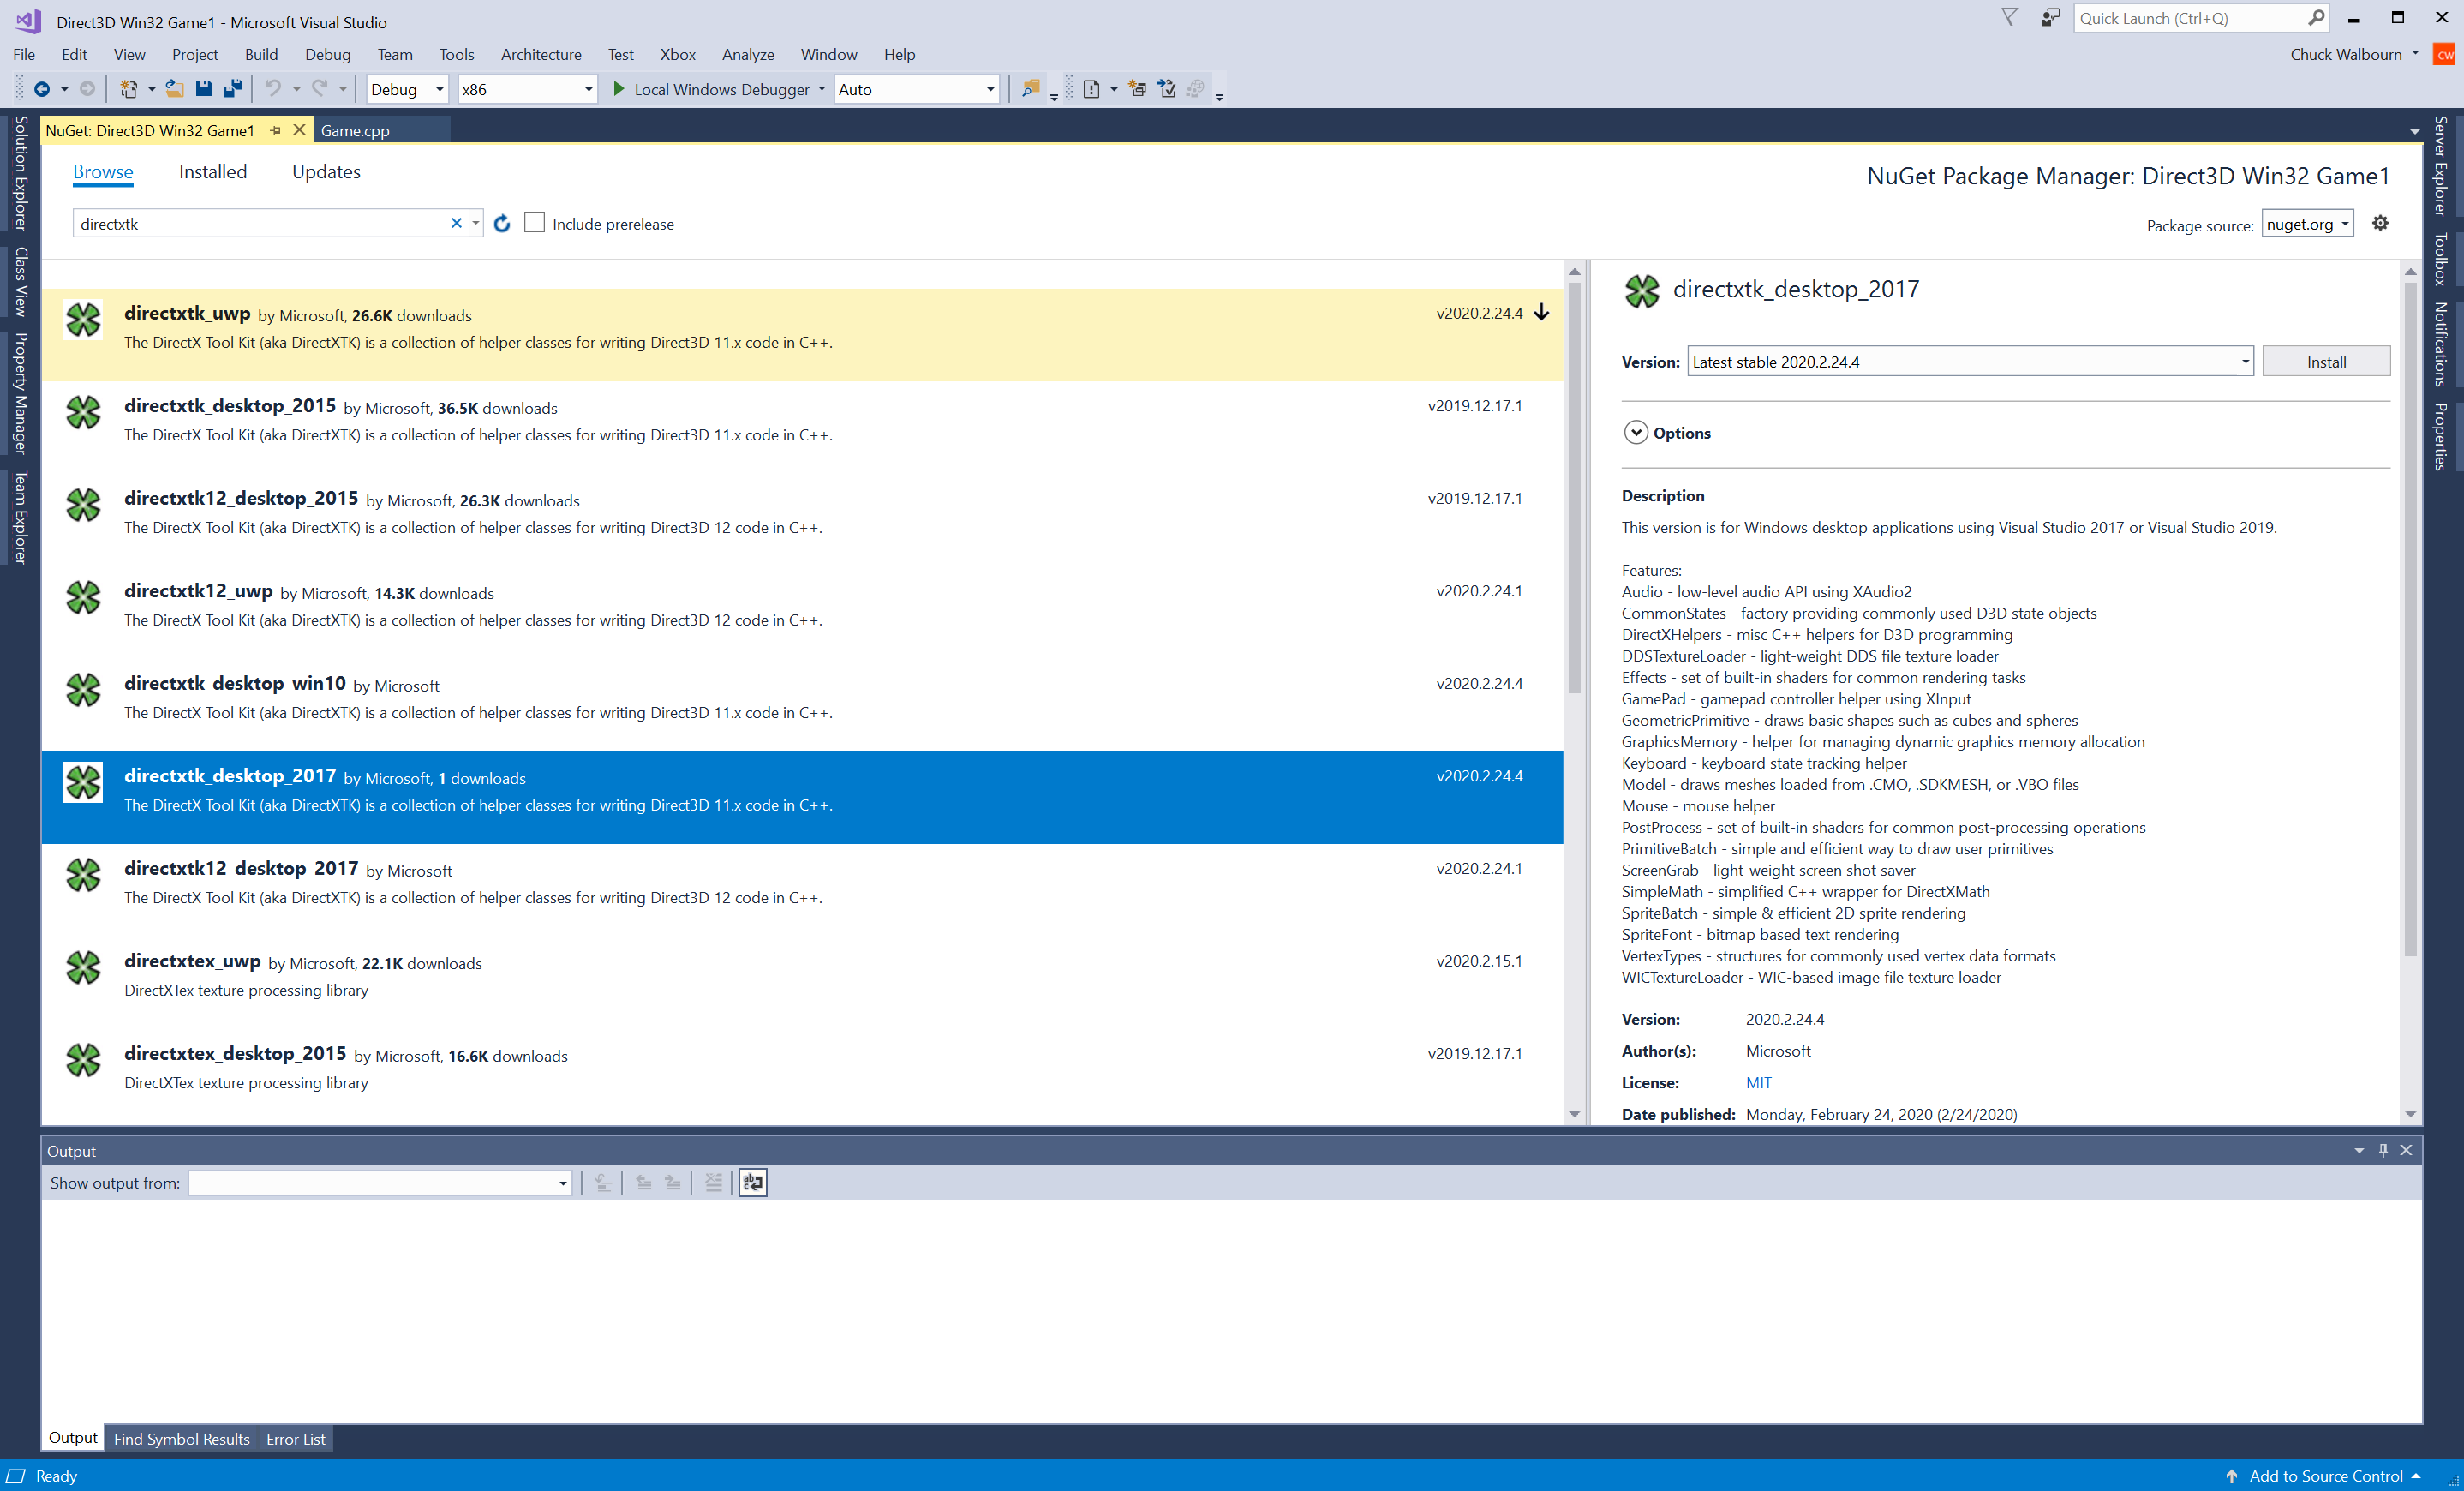 Direct3D Win32 Game1 - Microsoft Visual Studio
Quick Launch (Ctrl+Q)
File Edit View Project Build Debug Team Tools Architecture Test Xbox Analyze Window Help
Chuck Walbourn
CW
Debug x86 Local Windows Debugger Auto
Solution Explorer
Class View
Property Manager
Team Explorer
NuGet: Direct3D Win32 Game1
Game.cpp
Browse Installed Updates
NuGet Package Manager: Direct3D Win32 Game1
directxtk
Include prerelease
Package source: nuget.org
directxtk_uwp by Microsoft, 26.6K downloads
v2020.2.24.4
The DirectX Tool Kit (aka DirectXTK) is a collection of helper classes for writing Direct3D 11.x code in C++.
directxtk_desktop_2015 by Microsoft, 36.5K downloads
v2019.12.17.1
The DirectX Tool Kit (aka DirectXTK) is a collection of helper classes for writing Direct3D 11.x code in C++.
directxtk12_desktop_2015 by Microsoft, 26.3K downloads
v2019.12.17.1
The DirectX Tool Kit (aka DirectXTK) is a collection of helper classes for writing Direct3D 12 code in C++.
directxtk12_uwp by Microsoft, 14.3K downloads
v2020.2.24.1
The DirectX Tool Kit (aka DirectXTK) is a collection of helper classes for writing Direct3D 12 code in C++.
directxtk_desktop_win10 by Microsoft
v2020.2.24.4
The DirectX Tool Kit (aka DirectXTK) is a collection of helper classes for writing Direct3D 11.x code in C++.
directxtk_desktop_2017 by Microsoft, 1 downloads
v2020.2.24.4
The DirectX Tool Kit (aka DirectXTK) is a collection of helper classes for writing Direct3D 11.x code in C++.
directxtk12_desktop_2017 by Microsoft
v2020.2.24.1
The DirectX Tool Kit (aka DirectXTK) is a collection of helper classes for writing Direct3D 12 code in C++.
directxtex_uwp by Microsoft, 22.1K downloads
v2020.2.15.1
DirectXTex texture processing library
directxtex_desktop_2015 by Microsoft, 16.6K downloads
v2019.12.17.1
DirectXTex texture processing library
directxtk_desktop_2017
Version: Latest stable 2020.2.24.4 Install
Options
Description
This version is for Windows desktop applications using Visual Studio 2017 or Visual Studio 2019.
Features:
Audio - low-level audio API using XAudio2
CommonStates - factory providing commonly used D3D state objects
DirectXHelpers - misc C++ helpers for D3D programming
DDSTextureLoader - light-weight DDS file texture loader
Effects - set of built-in shaders for common rendering tasks
GamePad - gamepad controller helper using XInput
GeometricPrimitive - draws basic shapes such as cubes and spheres
GraphicsMemory - helper for managing dynamic graphics memory allocation
Keyboard - keyboard state tracking helper
Model - draws meshes loaded from .CMO, .SDKMESH, or .VBO files
Mouse - mouse helper
PostProcess - set of built-in shaders for common post-processing operations
PrimitiveBatch - simple and efficient way to draw user primitives
ScreenGrab - light-weight screen shot saver
SimpleMath - simplified C++ wrapper for DirectXMath
SpriteBatch - simple & efficient 2D sprite rendering
SpriteFont - bitmap based text rendering
VertexTypes - structures for commonly used vertex data formats
WICTextureLoader - WIC-based image file texture loader
Version: 2020.2.24.4
Author(s): Microsoft
License: MIT
Date published: Monday, February 24, 2020 (2/24/2020)
Server Explorer
Toolbox
Notifications
Properties
Output
Show output from:
Output Find Symbol Results Error List
Ready
Add to Source Control